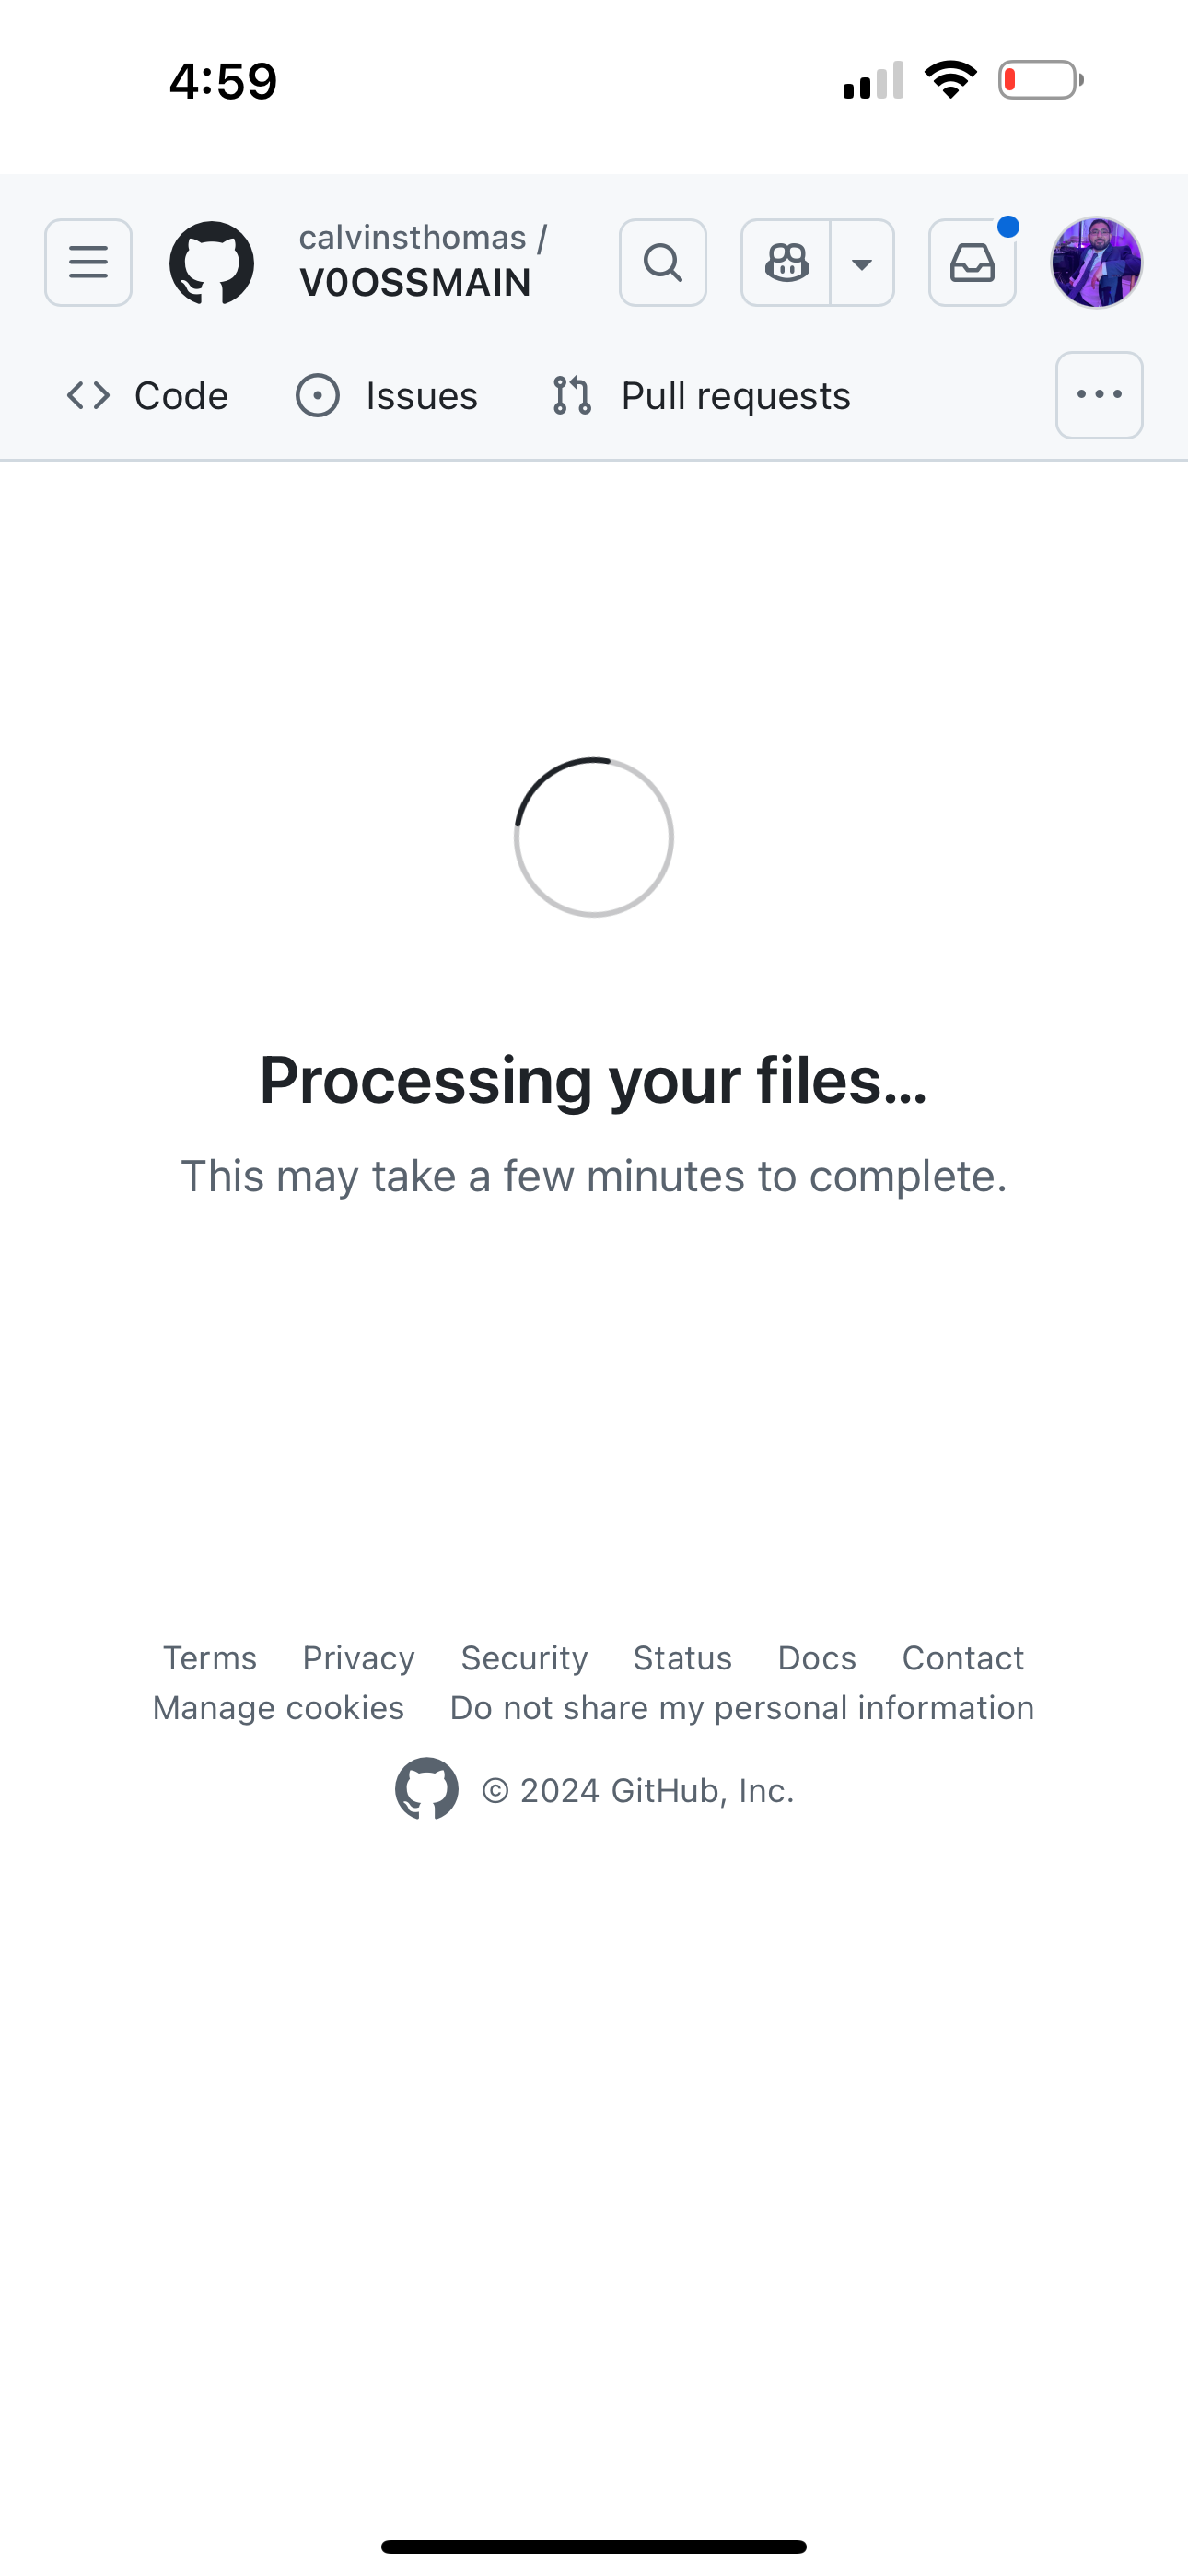 4:59
calvinsthomas /
V0OSSMAIN
Code Issues Pull requests
Processing your files...
This may take a few minutes to complete.
Terms Privacy Security Status Docs Contact
Manage cookies Do not share my personal information
© 2024 GitHub, Inc.